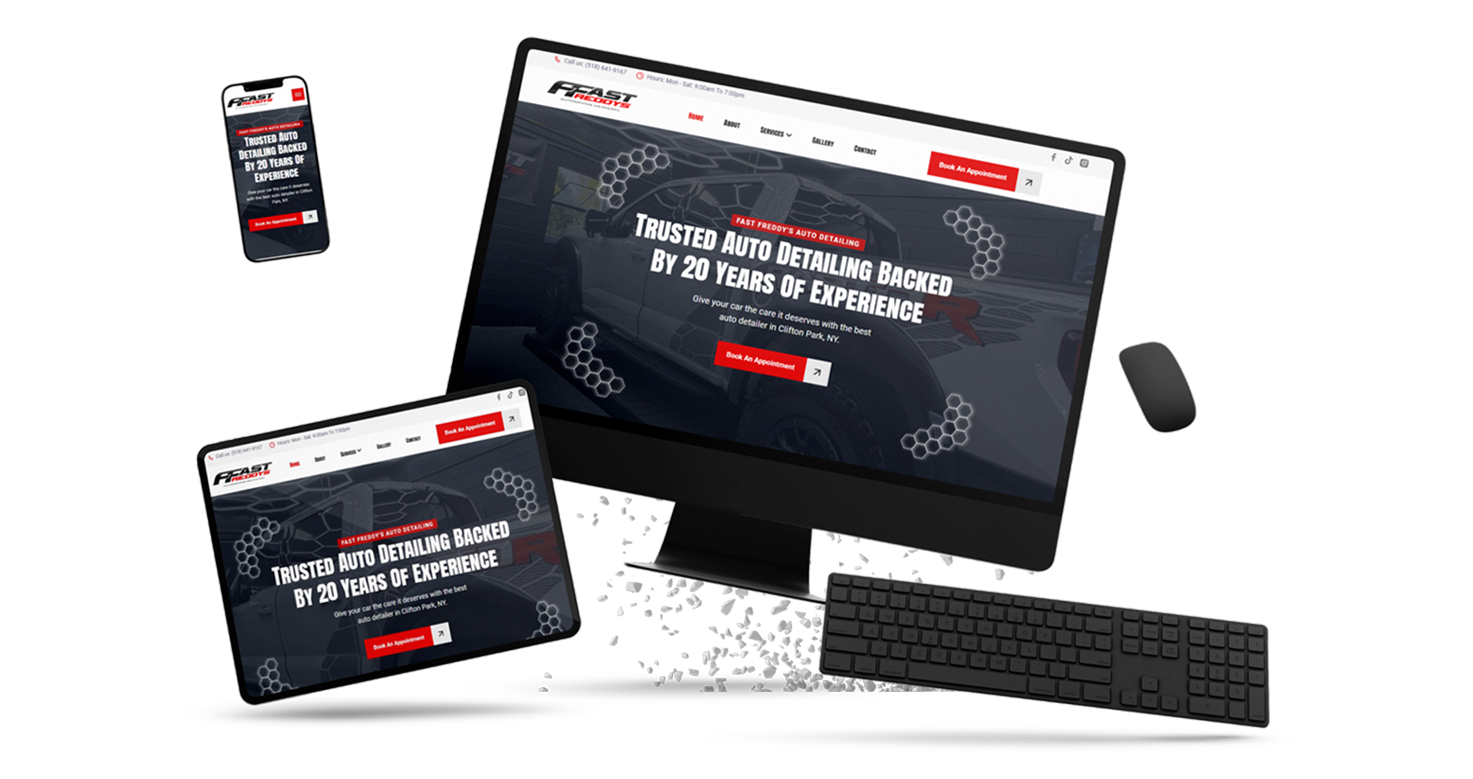 FAST
REDDYS
FAST FREDDY'S AUTO DETAILING
Trusted Auto
Detailing Backed
By 20 Years Of
Experience
Give your car the care it deserves
with the best auto detailer in Clifton
Park, NY.
Book An Appointment
Call us: (518) 641-9167
Hours: Mon - Sat, 9:00am To 7:00pm
FAST
REDDYS
Home
About
Services
Gallery
Contact
Book An Appointment
FAST FREDDY'S AUTO DETAILING
Trusted Auto Detailing Backed
By 20 Years Of Experience
Give your car the care it deserves with the best
auto detailer in Clifton Park, NY.
Book An Appointment
R
Call us: (518) 641-9167
Hours: Mon - Sat, 9:00am To 7:00pm
FAST
REDDYS
Home
About
Services
Gallery
Contact
Book An Appointment
FAST FREDDY'S AUTO DETAILING
Trusted Auto Detailing Backed
By 20 Years Of Experience
Give your car the care it deserves with the best
auto detailer in Clifton Park, NY.
Book An Appointment
R